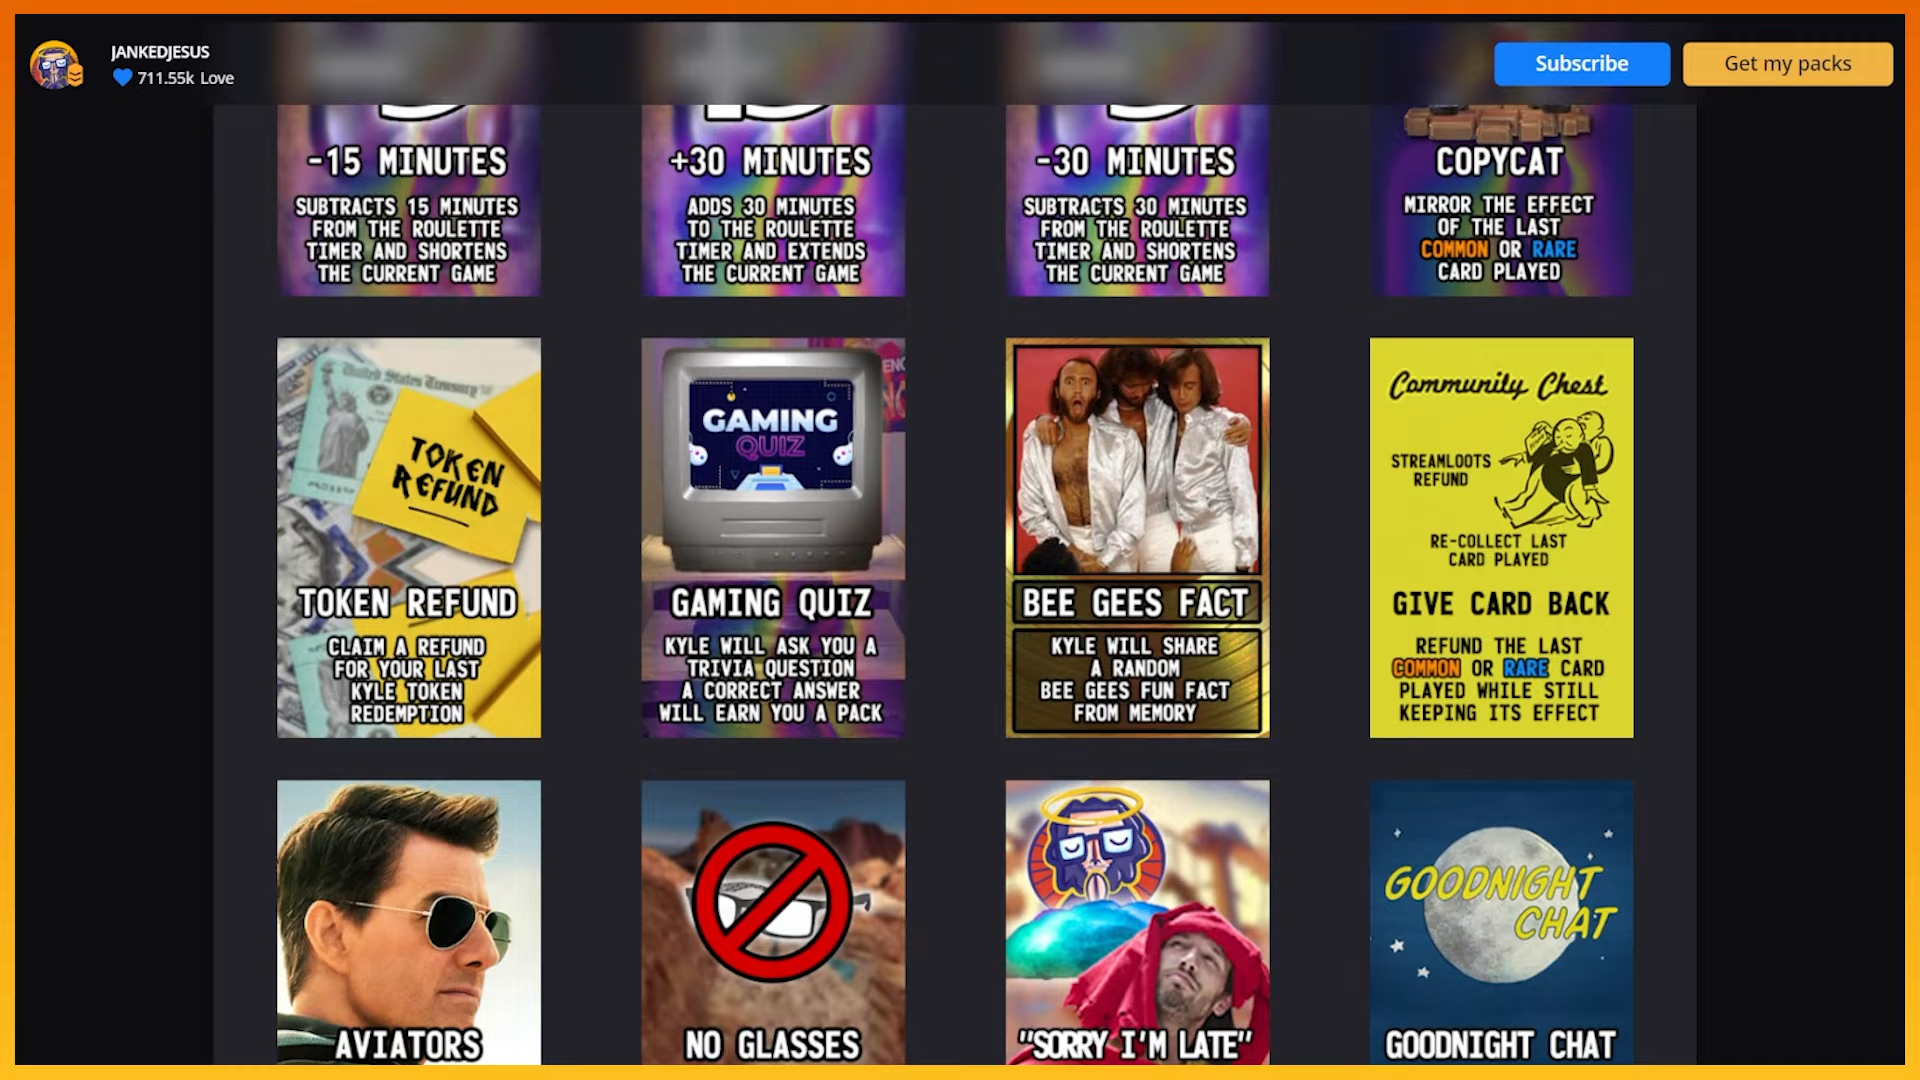 JANKEDJESUS
711.55k Love
Subscribe
Get my packs
-15 MINUTES
SUBTRACTS 15 MINUTES
FROM THE ROULETTE
TIMER AND SHORTENS
THE CURRENT GAME
+30 MINUTES
ADDS 30 MINUTES
TO THE ROULETTE
TIMER AND EXTENDS
THE CURRENT GAME
-30 MINUTES
SUBTRACTS 30 MINUTES
FROM THE ROULETTE
TIMER AND SHORTENS
THE CURRENT GAME
COPYCAT
MIRROR THE EFFECT
OF THE LAST
COMMON OR RARE
CARD PLAYED
United States Treasury
TOKEN
REFUND
TOKEN REFUND
CLAIM A REFUND
FOR YOUR LAST
KYLE TOKEN
REDEMPTION
GAMING
QUIZ
GAMING QUIZ
KYLE WILL ASK YOU A
TRIVIA QUESTION
A CORRECT ANSWER
WILL EARN YOU A PACK
BEE GEES FACT
KYLE WILL SHARE
A RANDOM
BEE GEES FUN FACT
FROM MEMORY
Community Chest
STREAMLOOTS
REFUND
RE-COLLECT LAST
CARD PLAYED
GIVE CARD BACK
REFUND THE LAST
COMMON OR RARE CARD
PLAYED WHILE STILL
KEEPING ITS EFFECT
AVIATORS
NO GLASSES
"SORRY I'M LATE"
GOODNIGHT
CHAT
GOODNIGHT CHAT